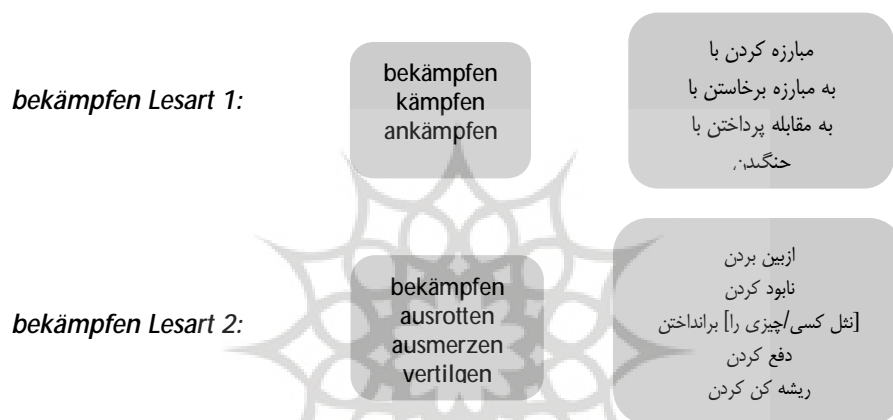 bekämpfen Lesart 1:
bekämpfen
kämpfen
ankämpfen
مبارزه کردن با
به مبارزه برخاستن با
به مقابله پرداختن با
جنگیدن
bekämpfen Lesart 2:
bekämpfen
ausrotten
ausmerzen
vertilgen
ازبین بردن
نابود کردن
[نثل کسی/چیزی را] برانداختن
دفع کردن
ریشه کن کردن